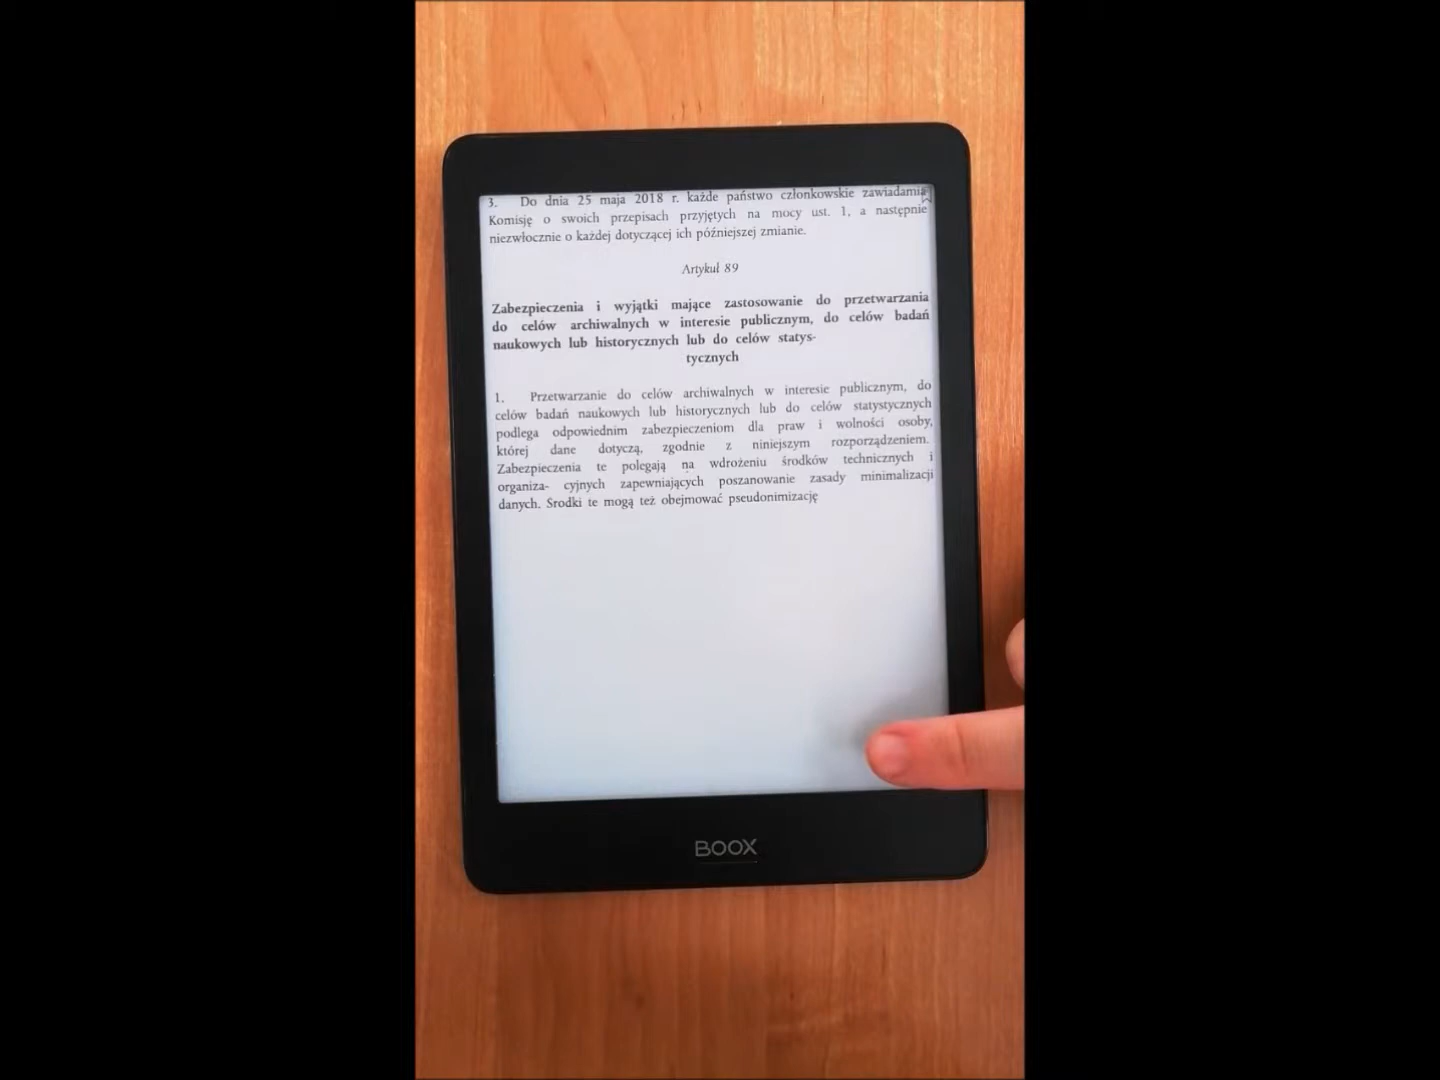 3. Do dnia 25 maja 2018 r. każde państwo członkowskie zawiadamia
Komisję o swoich przepisach przyjętych na mocy ust. 1, a następnie
niezwłocznie o każdej dotyczącej ich późniejszej zmianie.
Artykuł 89
Zabezpieczenia i wyjątki mające zastosowanie do przetwarzania
do celów archiwalnych w interesie publicznym, do celów badań
naukowych lub historycznych lub do celów statys-
tycznych
1. Przetwarzanie do celów archiwalnych w interesie publicznym, do
celów badań naukowych lub historycznych lub do celów statystycznych
podlega odpowiednim zabezpieczeniom dla praw i wolności osoby,
której dane dotyczą, zgodnie z niniejszym rozporządzeniem.
Zabezpieczenia te polegają na wdrożeniu środków technicznych i
organiza- cyjnych zapewniających poszanowanie zasady minimalizacji
danych. Środki te mogą też obejmować pseudonimizację
BOOX